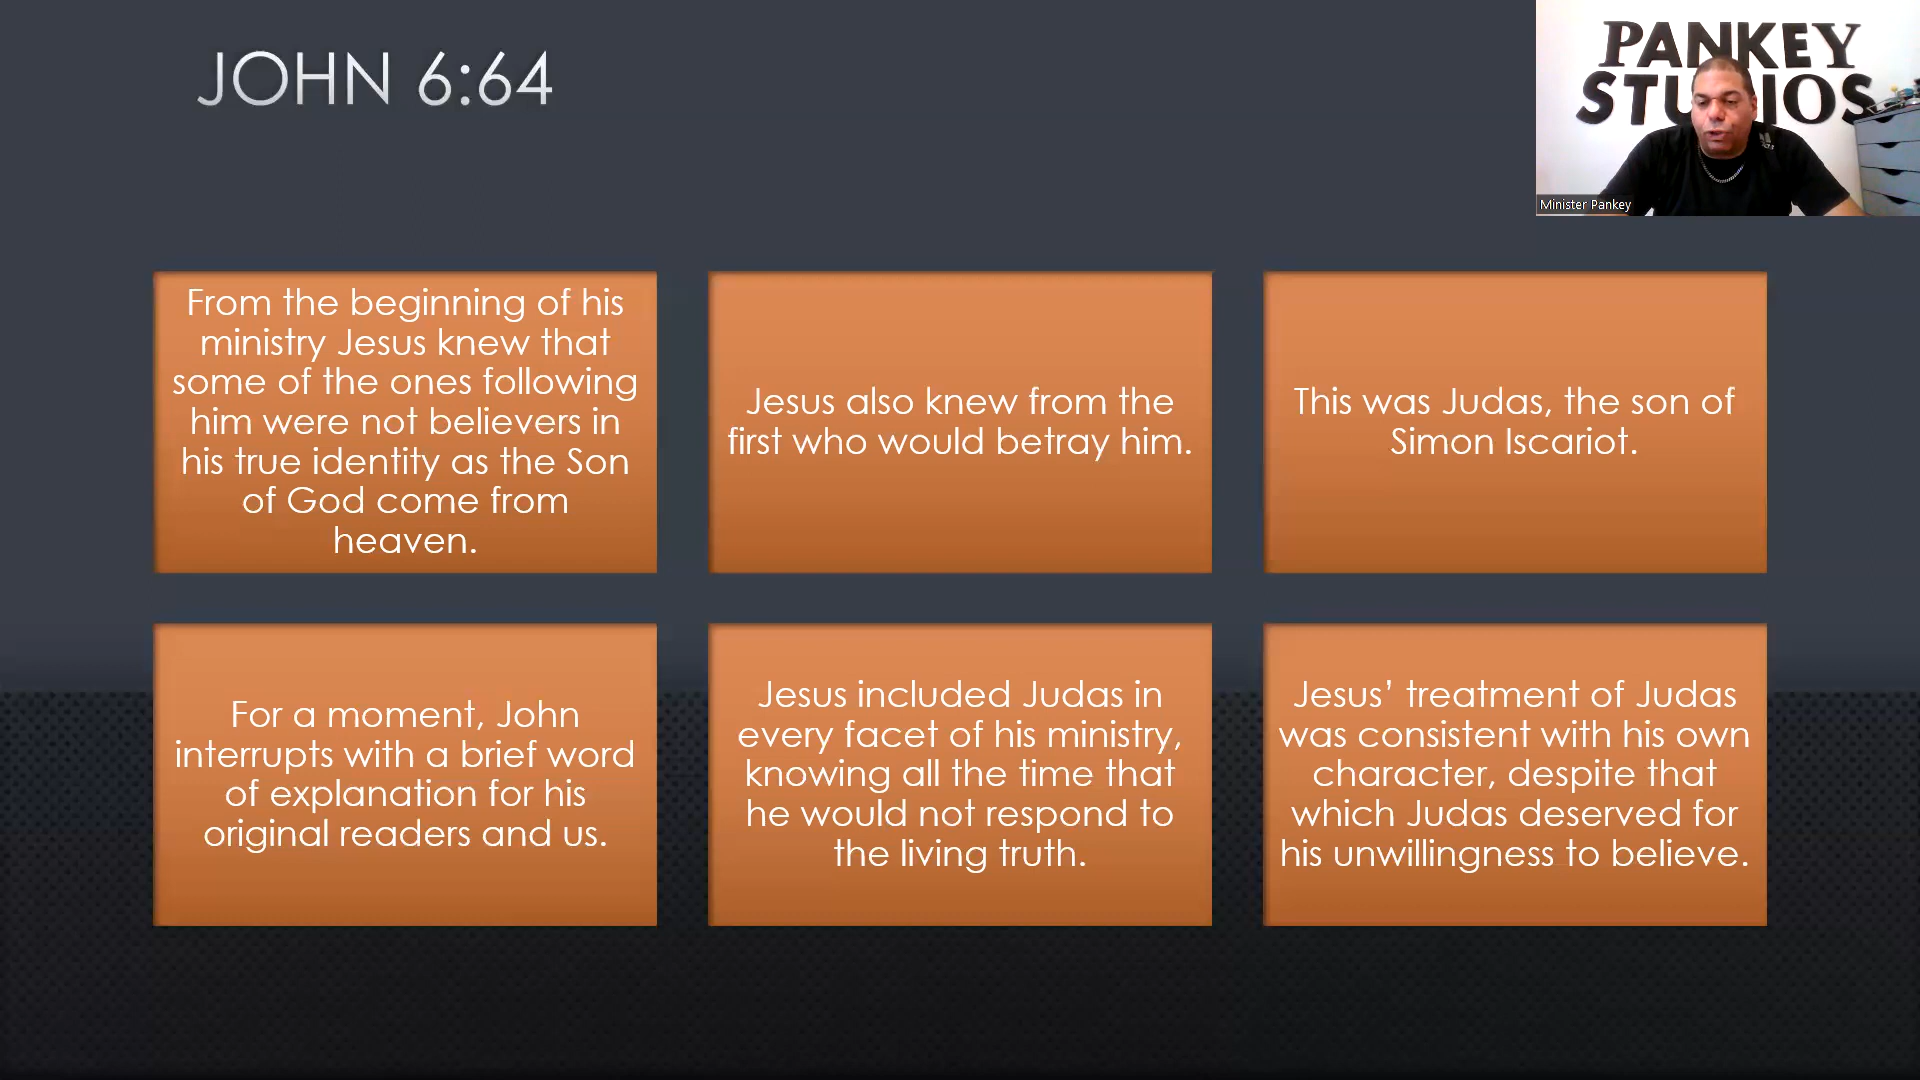 JOHN 6:64
PANKEY
STUDIOS
Minister Pankey
From the beginning of his
ministry Jesus knew that
some of the ones following
him were not believers in
his true identity as the Son
of God come from
heaven.
Jesus also knew from the
first who would betray him.
This was Judas, the son of
Simon Iscariot.
For a moment, John
interrupts with a brief word
of explanation for his
original readers and us.
Jesus included Judas in
every facet of his ministry,
knowing all the time that
he would not respond to
the living truth.
Jesus’ treatment of Judas
was consistent with his own
character, despite that
which Judas deserved for
his unwillingness to believe.